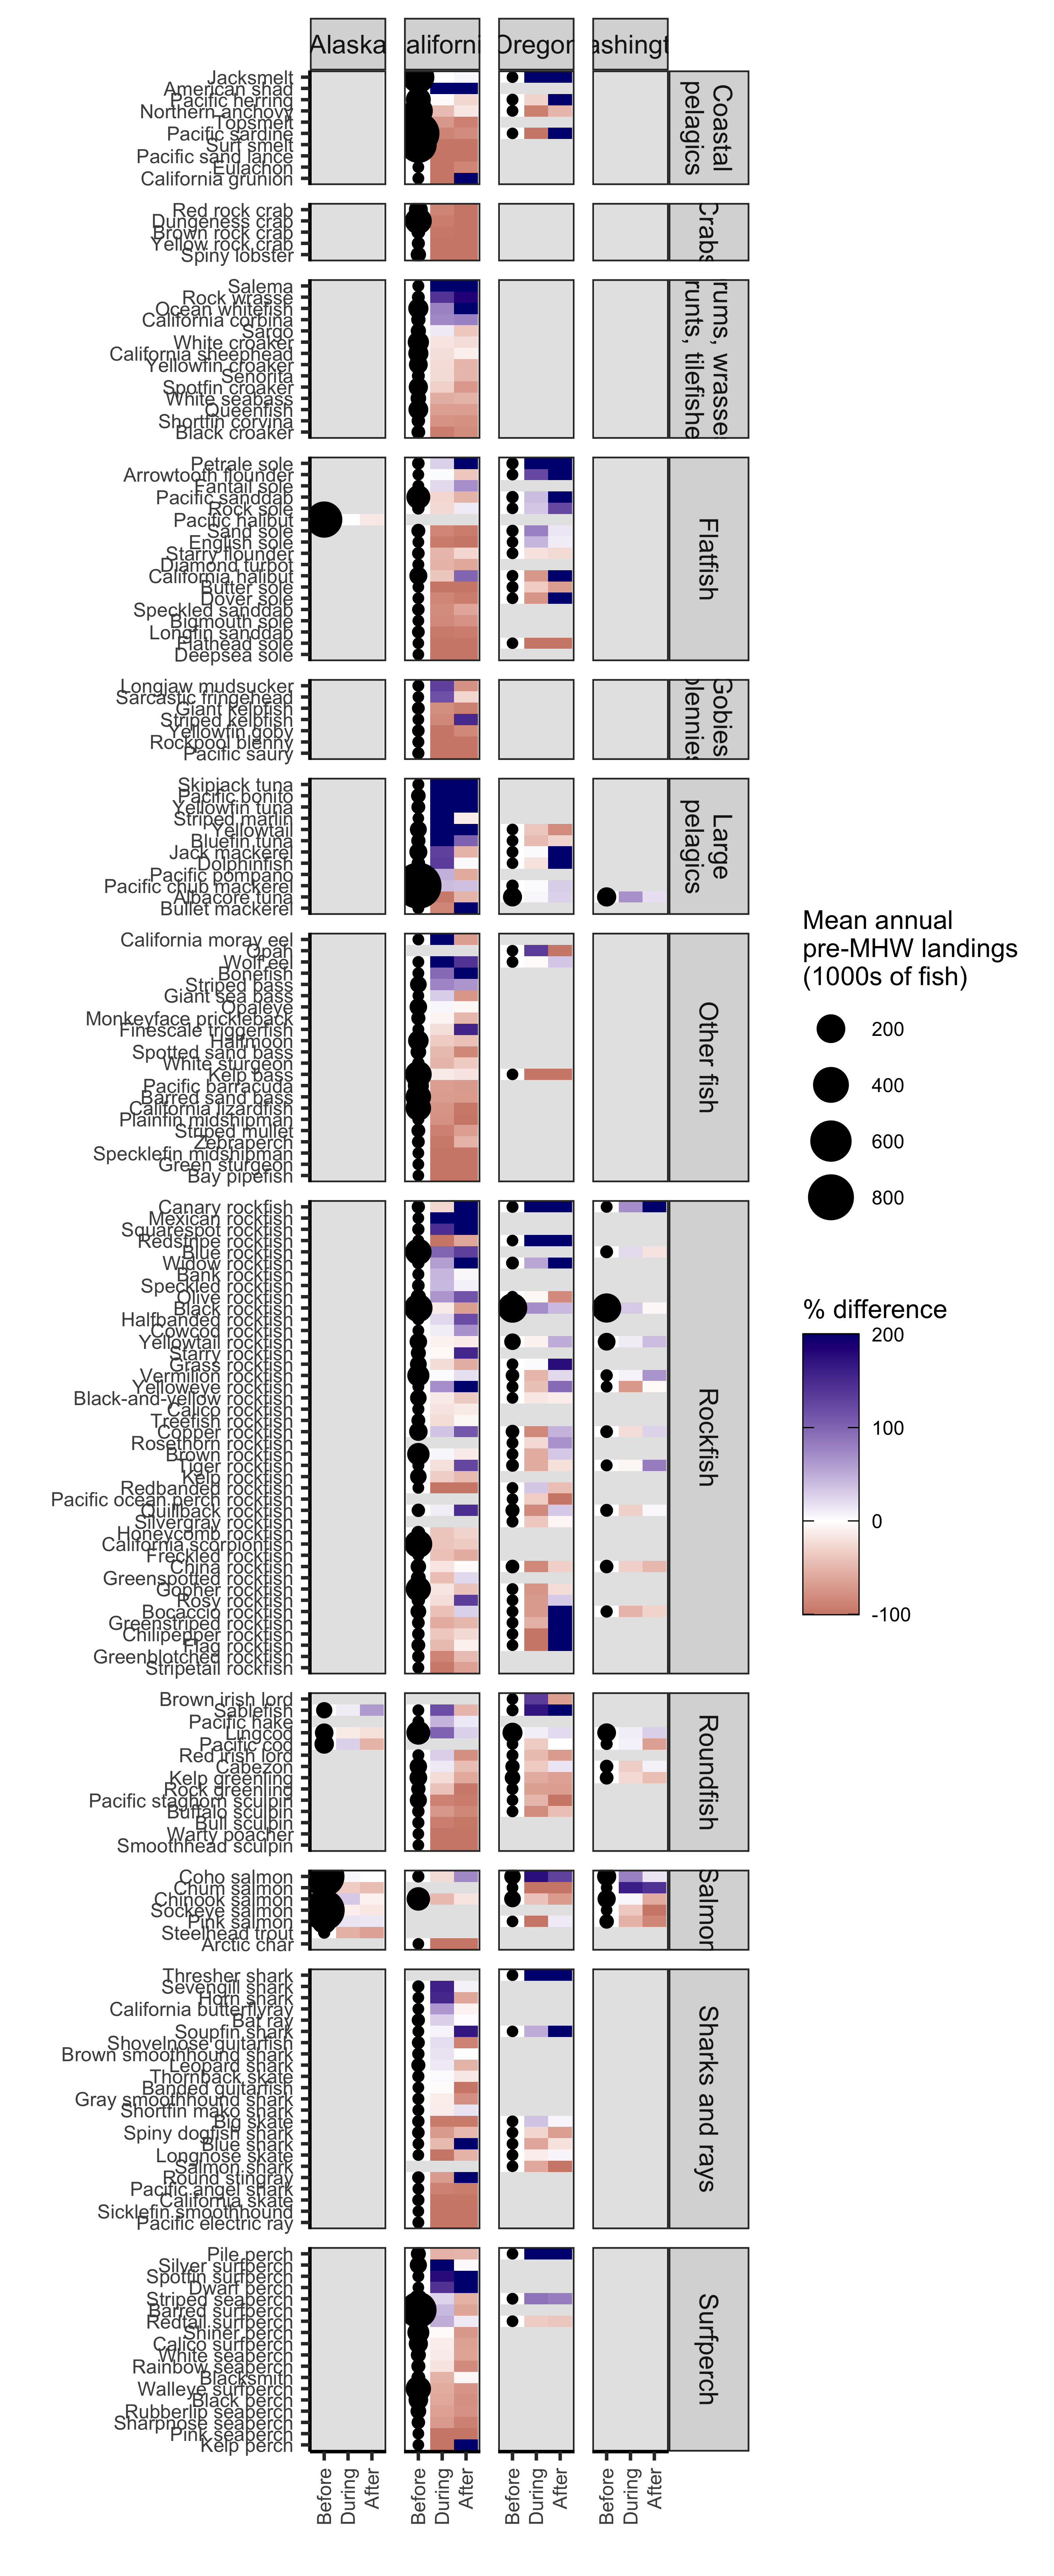 Alaska
aliforni
Oregon
ashingt
Jacksmelt
American shad
Pacific herring
Northern anchovy
Topsmelt
Pacific sardine
Surf smelt
Pacific sand lance
Eulachon
California grunion
Coastal
pelagics
Red rock crab
Dungeness crab
Brown rock crab
Yellow rock crab
Spiny lobster
Crabs
Salema
Rock wrasse
Ocean whitefish
California corbina
Sargo
White croaker
California sheephead
Yellowfin croaker
Senorita
Spotfin croaker
White seabass
Queenfish
Shortfin corvina
Black croaker
rums, wrasse
runts, tilefishe
Petrale sole
Arrowtooth flounder
Fantail sole
Pacific sanddab
Rock sole
Pacific halibut
Sand sole
English sole
Starry flounder
Diamond turbot
California halibut
Butter sole
Dover sole
Speckled sanddab
Bigmouth sole
Longfin sanddab
Flathead sole
Deepsea sole
Flatfish
Longjaw mudsucker
Sarcastic fringehead
Giant kelpfish
Striped kelpfish
Yellowfin goby
Rockpool blenny
Pacific saury
Gobies
blennies
Skipjack tuna
Pacific bonito
Yellowfin tuna
Striped marlin
Yellowtail
Bluefin tuna
Jack mackerel
Dolphinfish
Pacific pompano
Pacific chub mackerel
Albacore tuna
Bullet mackerel
Large
pelagics
California moray eel
Opah
Wolf eel
Bonefish
Striped bass
Giant sea bass
Opaleye
Monkeyface prickleback
Finescale triggerfish
Halfmoon
Spotted sand bass
White sturgeon
Kelp bass
Pacific barracuda
Barred sand bass
California lizardfish
Plainfin midshipman
Striped mullet
Zebraperch
Specklefin midshipman
Green sturgeon
Bay pipefish
Other fish
Canary rockfish
Mexican rockfish
Squarespot rockfish
Redstripe rockfish
Blue rockfish
Widow rockfish
Bank rockfish
Speckled rockfish
Olive rockfish
Black rockfish
Halfbanded rockfish
Cowcod rockfish
Yellowtail rockfish
Starry rockfish
Grass rockfish
Vermilion rockfish
Yelloweye rockfish
Black-and-yellow rockfish
Calico rockfish
Treefish rockfish
Copper rockfish
Rosethorn rockfish
Brown rockfish
Tiger rockfish
Kelp rockfish
Redbanded rockfish
Pacific ocean perch rockfish
Quillback rockfish
Silvergray rockfish
Honeycomb rockfish
California scorpionfish
Freckled rockfish
China rockfish
Greenspotted rockfish
Gopher rockfish
Rosy rockfish
Bocaccio rockfish
Greenstriped rockfish
Chilipepper rockfish
Flag rockfish
Greenblotched rockfish
Stripetail rockfish
Rockfish
Brown irish lord
Sablefish
Pacific hake
Lingcod
Pacific cod
Red irish lord
Cabezon
Kelp greenling
Rock greenling
Pacific staghorn sculpin
Buffalo sculpin
Bull sculpin
Warty poacher
Smoothhead sculpin
Roundfish
Coho salmon
Chum salmon
Chinook salmon
Sockeye salmon
Pink salmon
Steelhead trout
Arctic char
Salmon
Thresher shark
Sevengill shark
Horn shark
California butterflyray
Bat ray
Soupfin shark
Shovelnose guitarfish
Brown smoothhound shark
Leopard shark
Thornback skate
Banded guitarfish
Gray smoothhound shark
Shortfin mako shark
Big skate
Spiny dogfish shark
Blue shark
Longnose skate
Salmon shark
Round stingray
Pacific angel shark
California skate
Sicklefin smoothhound
Pacific electric ray
Sharks and rays
Pile perch
Silver surfperch
Spotfin surfperch
Dwarf perch
Striped seaperch
Barred surfperch
Redtail surfperch
Shiner perch
Calico surfperch
White seaperch
Rainbow seaperch
Blacksmith
Walleye surfperch
Black perch
Rubberlip seaperch
Sharpnose seaperch
Pink seaperch
Kelp perch
Surfperch
Before
During
After
Before
During
After
Before
During
After
Before
During
After
Mean annual
pre-MHW landings
(1000s of fish)
200
400
600
800
% difference
200
100
0
-100